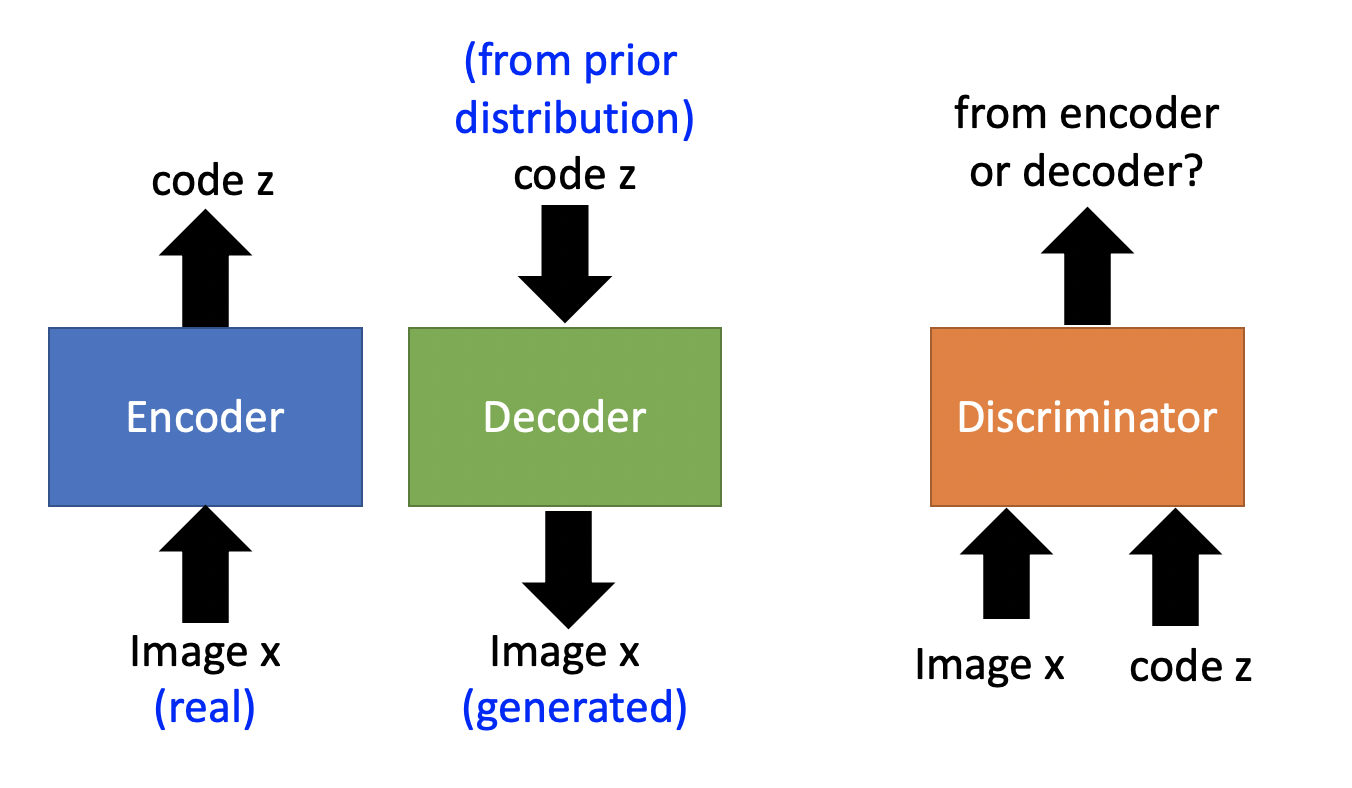 code z
Encoder
Image x
(real)
(from prior
distribution)
code z
Decoder
Image x
(generated)
from encoder
or decoder?
Discriminator
Image x
code z